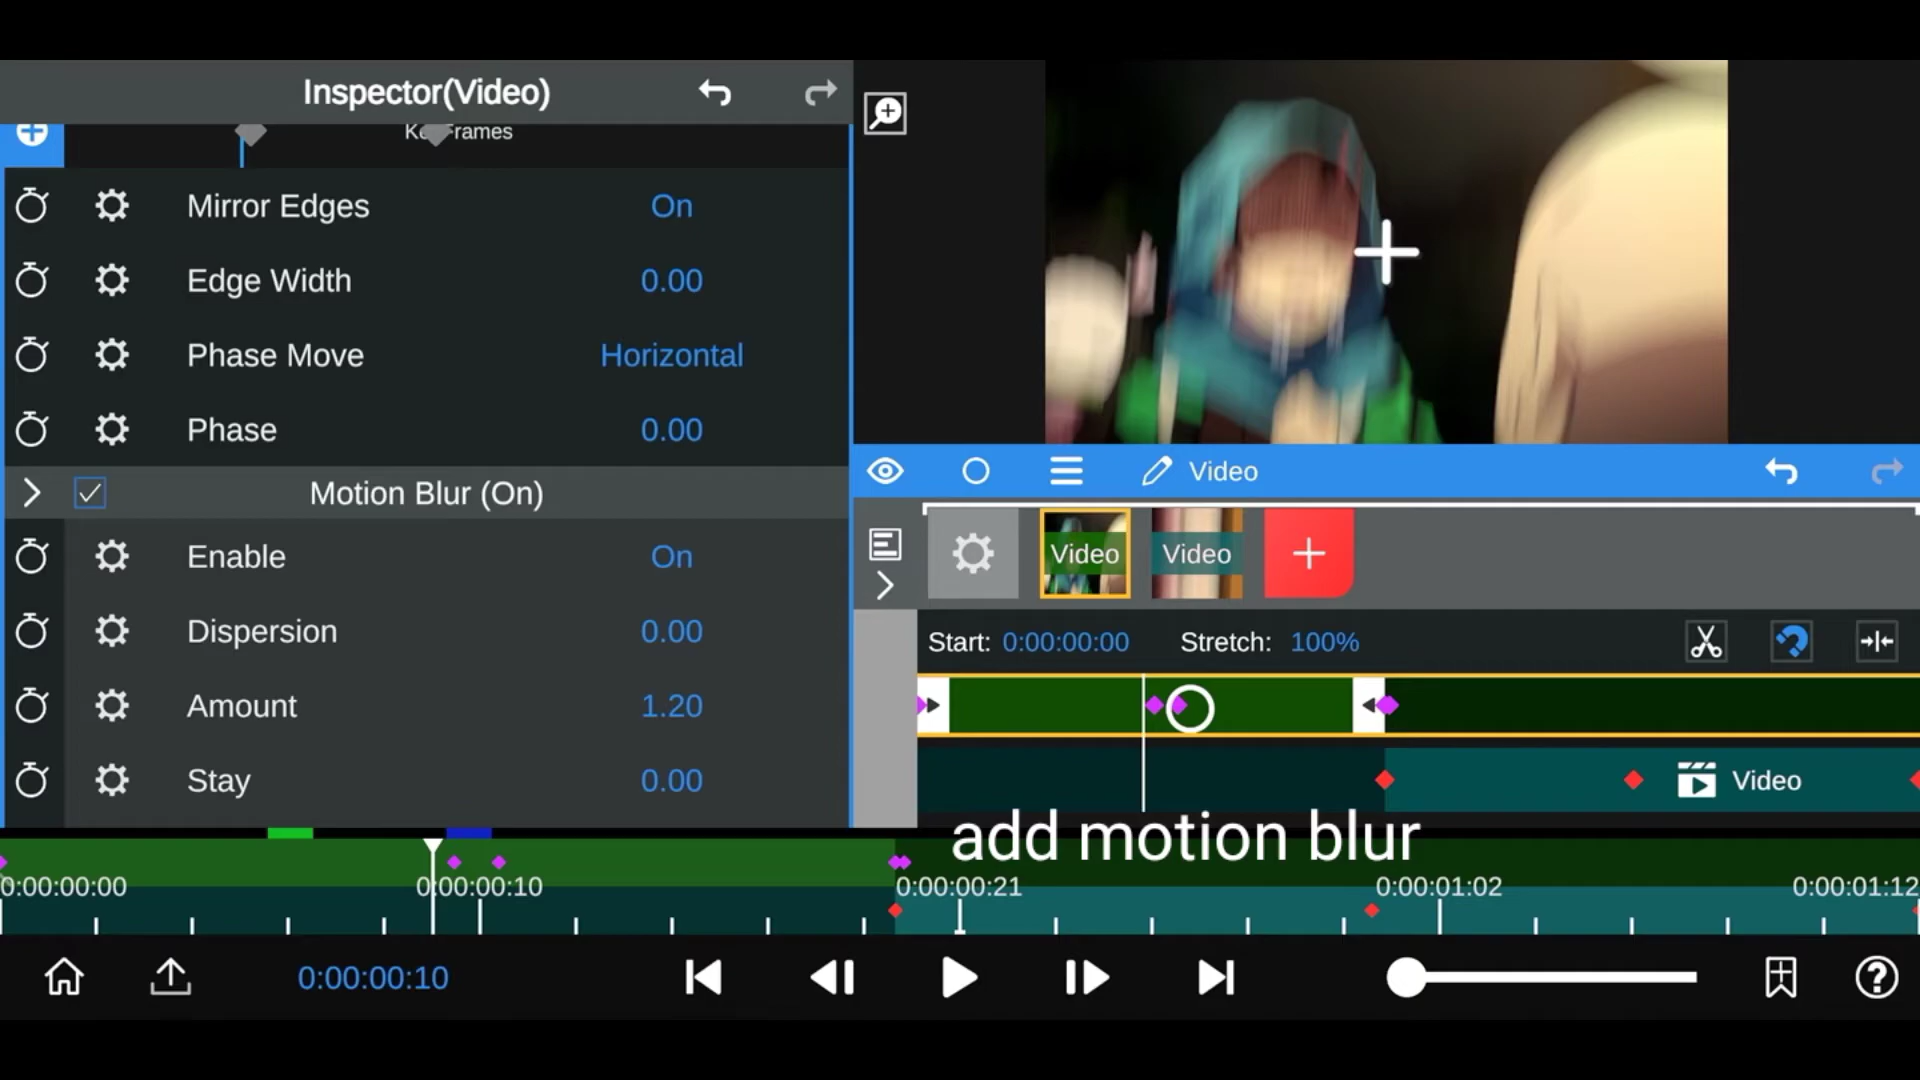 Inspector(Video)
KeyFrames
Mirror Edges On
Edge Width 0.00
Phase Move Horizontal
Phase 0.00
Motion Blur (On)
Enable On
Dispersion 0.00
Amount 1.20
Stay 0.00
Video
Video Video
Start: 0:00:00:00 Stretch: 100%
Video
add motion blur
0:00:00:00 0:00:00:10 0:00:00:21 0:00:01:02 0:00:01:12
0:00:00:10